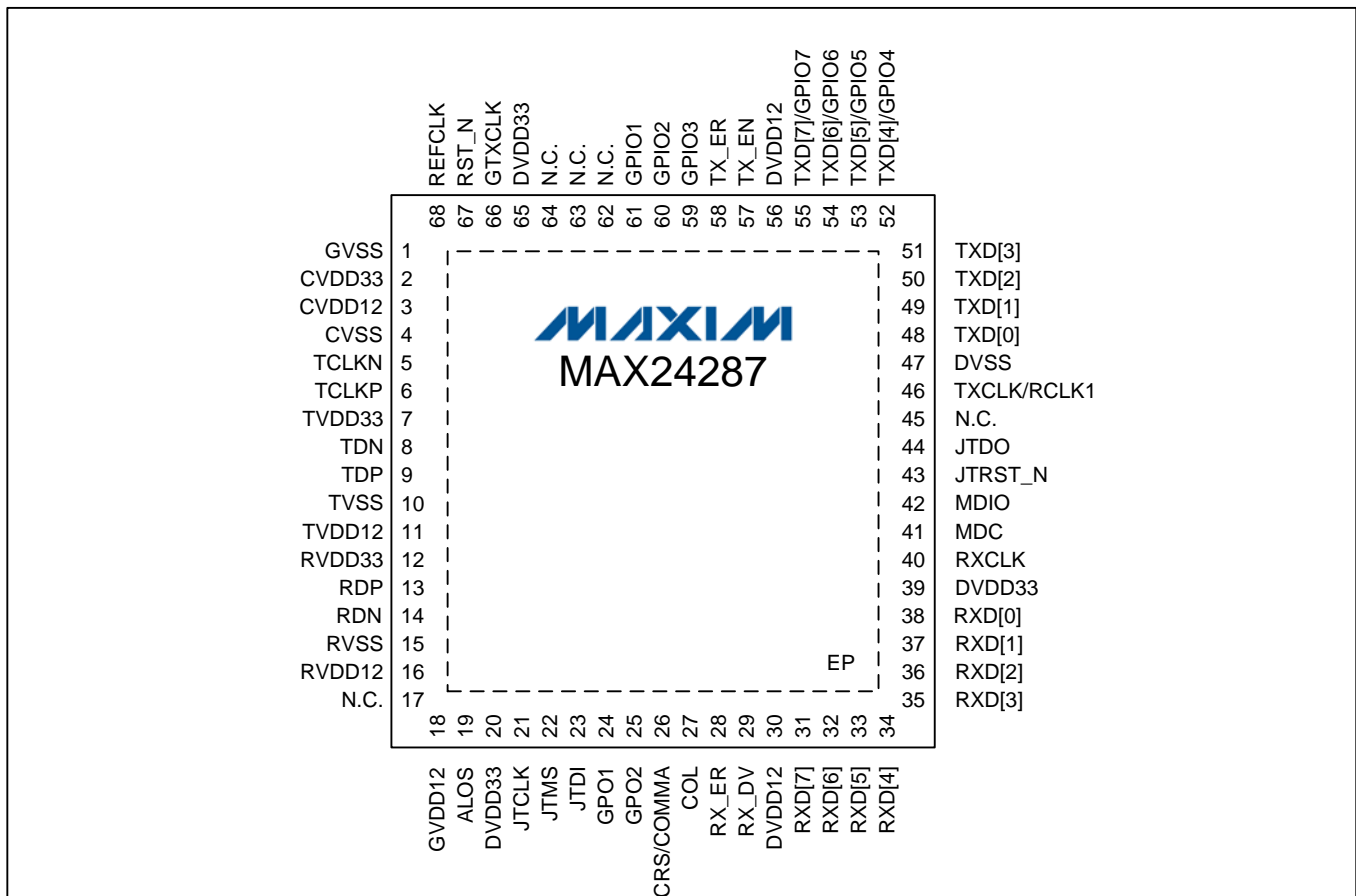 REFCLK
RST_N
GTXCLK
DVDD33
N.C.
N.C.
N.C.
GPIO1
GPIO2
GPIO3
TX_ER
TX_EN
DVDD12
TXD[7]/GPIO7
TXD[6]/GPIO6
TXD[5]/GPIO5
TXD[4]/GPIO4
68 67 66 65 64 63 62 61 60 59 58 57 56 55 54 53 52
GVSS 1
CVDD33 2
CVDD12 3
CVSS 4
TCLKN 5
TCLKP 6
TVDD33 7
TDN 8
TDP 9
TVSS 10
TVDD12 11
RVDD33 12
RDP 13
RDN 14
RVSS 15
RVDD12 16
N.C. 17
MAXIM
MAX24287
EP
51 TXD[3]
50 TXD[2]
49 TXD[1]
48 TXD[0]
47 DVSS
46 TXCLK/RCLK1
45 N.C.
44 JTDO
43 JTRST_N
42 MDIO
41 MDC
40 RXCLK
39 DVDD33
38 RXD[0]
37 RXD[1]
36 RXD[2]
35 RXD[3]
18 19 20 21 22 23 24 25 26 27 28 29 30 31 32 33 34
GVDD12
ALOS
DVDD33
JTCLK
JTMS
JTDI
GPO1
GPO2
CRS/COMMA
COL
RX_ER
RX_DV
DVDD12
RXD[7]
RXD[6]
RXD[5]
RXD[4]